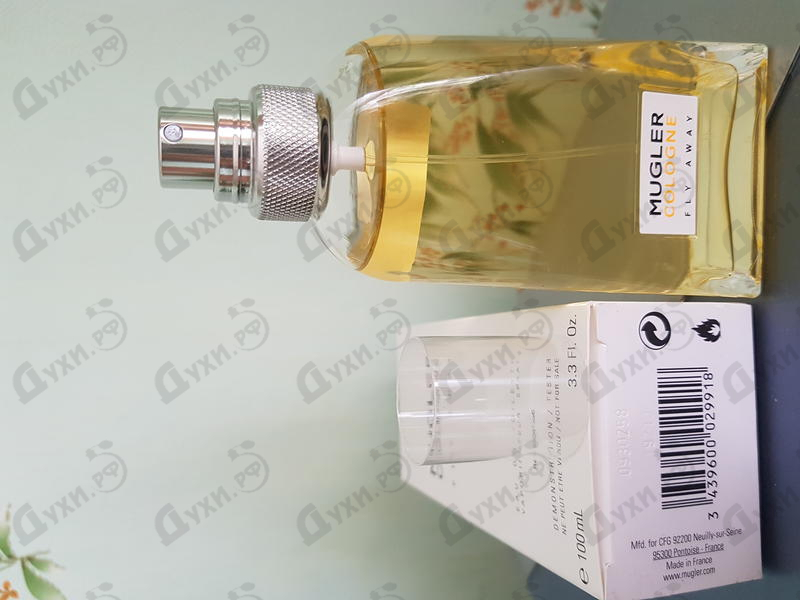 MUGLER
COLOGNE
FLY AWAY
DEMONSTRATION / TESTER
NE PEUT ETRE VENDU / NOT FOR SALE
e 100 mL 3.3 Fl. Oz.
3 439600 029918
Mfd. for CFG 92200 Neuilly-sur-Seine
95300 Pontoise - France
Made in France
www.mugler.com
Духи.РФ